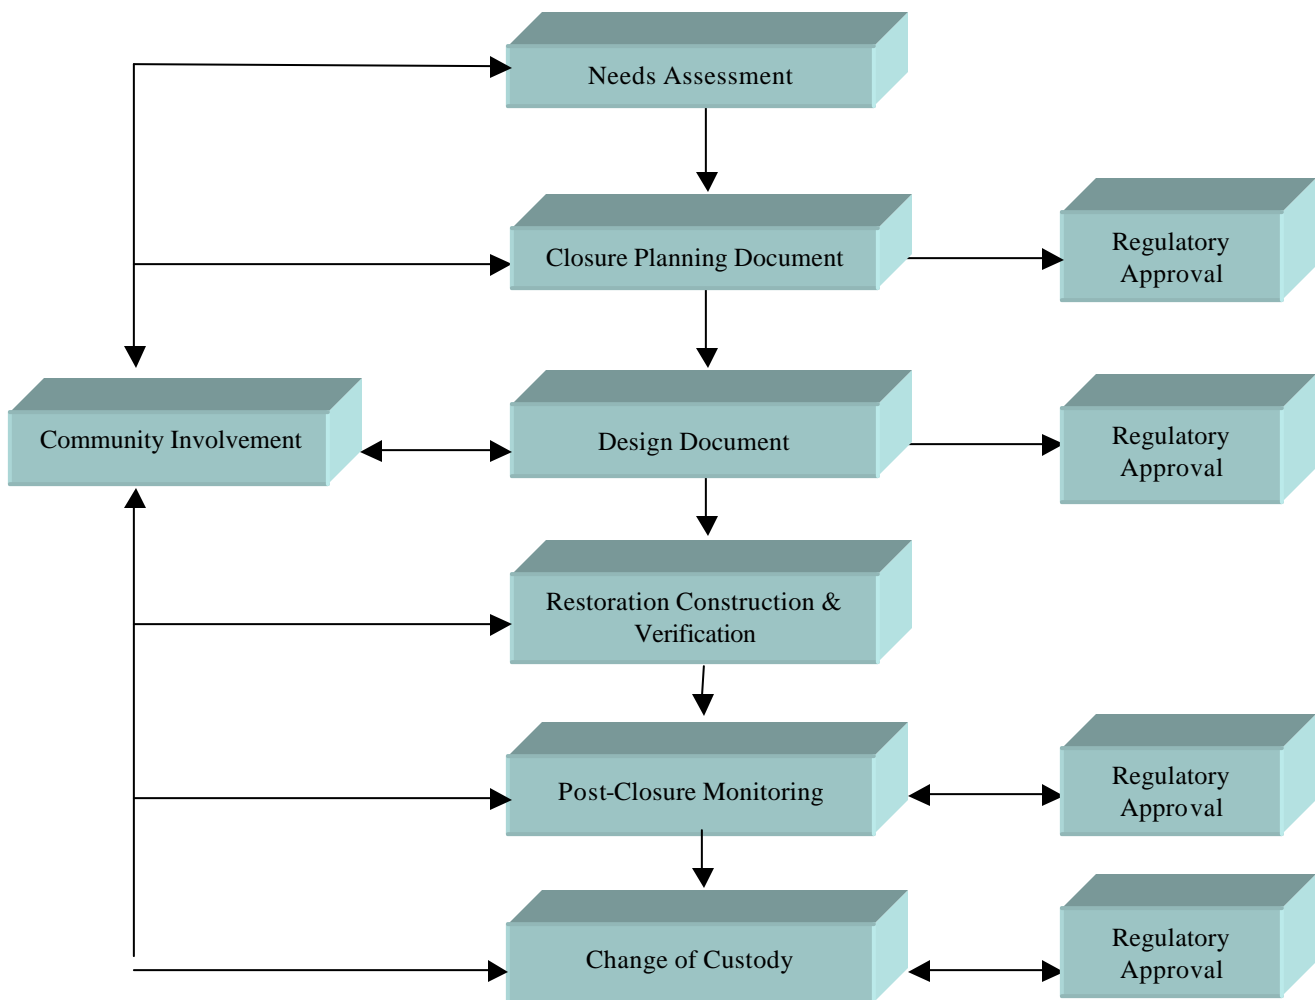 Needs Assessment
Closure Planning Document
Regulatory
Approval
Community Involvement
Design Document
Regulatory
Approval
Restoration Construction &
Verification
Post-Closure Monitoring
Regulatory
Approval
Change of Custody
Regulatory
Approval